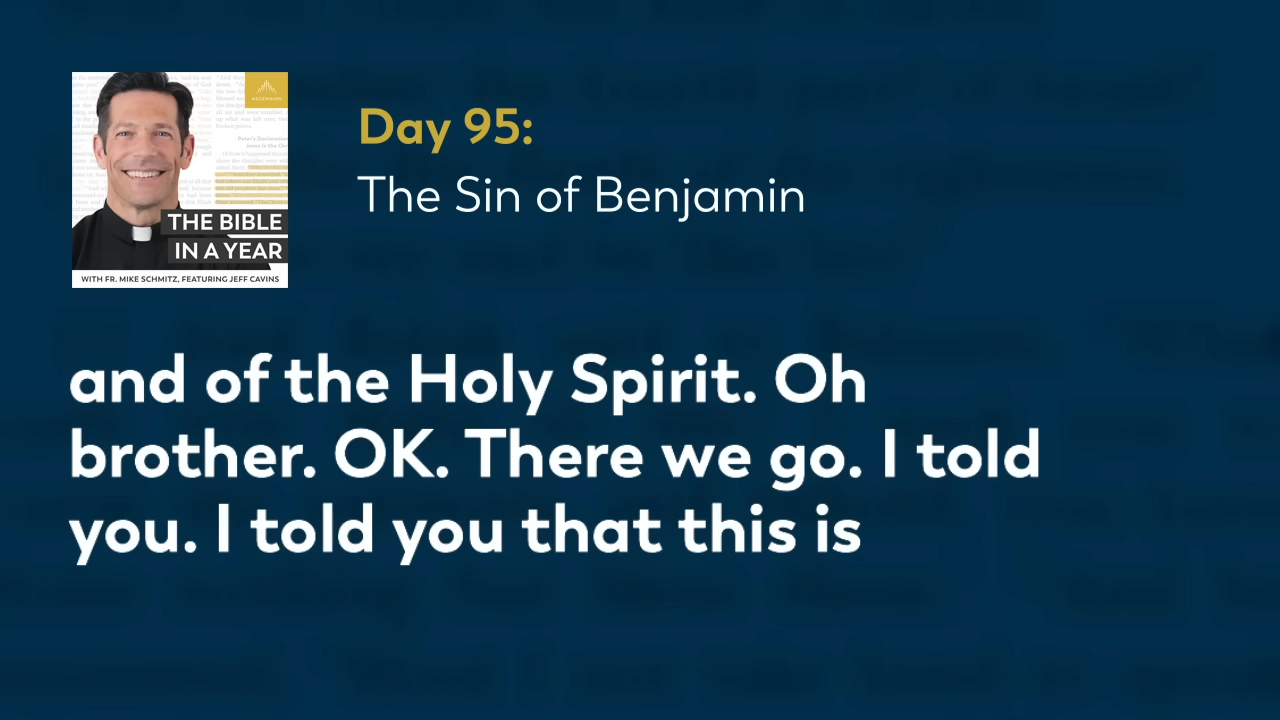 ASCENSION
THE BIBLE
IN A YEAR
WITH FR. MIKE SCHMITZ, FEATURING JEFF CAVINS
Day 95:
The Sin of Benjamin
and of the Holy Spirit. Oh
brother. OK. There we go. I told
you. I told you that this is